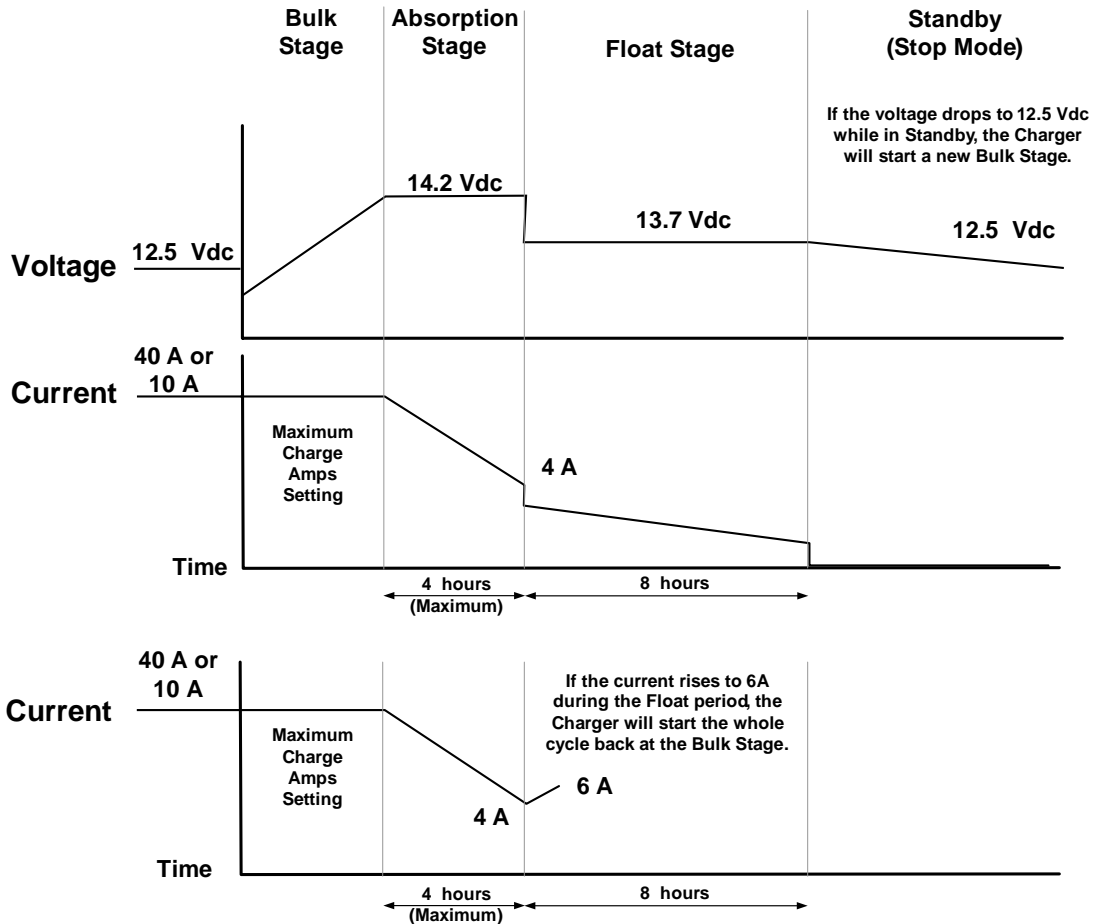 Bulk
Stage
Absorption
Stage
Float Stage
Standby
(Stop Mode)
If the voltage drops to 12.5 Vdc
while in Standby, the Charger
will start a new Bulk Stage.
14.2 Vdc
13.7 Vdc
12.5 Vdc
12.5 Vdc
Voltage
40 A or
10 A
Current
Maximum
Charge
Amps
Setting
4 A
Time
4 hours
(Maximum)
8 hours
40 A or
10 A
Current
If the current rises to 6A
during the Float period, the
Charger will start the whole
cycle back at the Bulk Stage.
Maximum
Charge
Amps
Setting
6 A
4 A
Time
4 hours
(Maximum)
8 hours